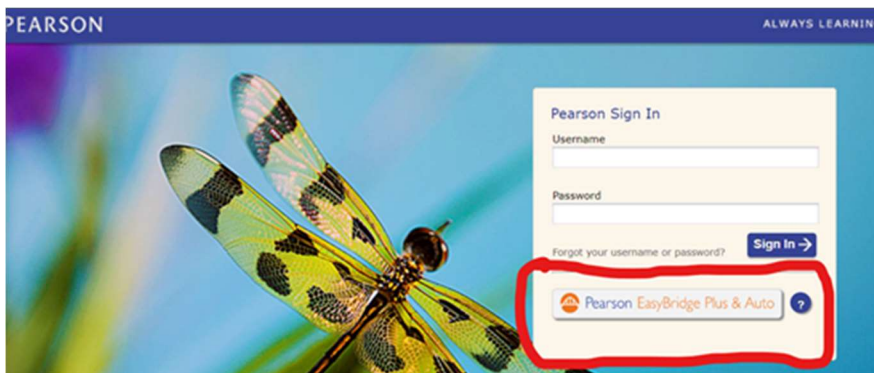 PEARSON
ALWAYS LEARNIN
Pearson Sign In
Username
Password
Forgot your username or password?
Sign In →
Pearson EasyBridge Plus & Auto
?